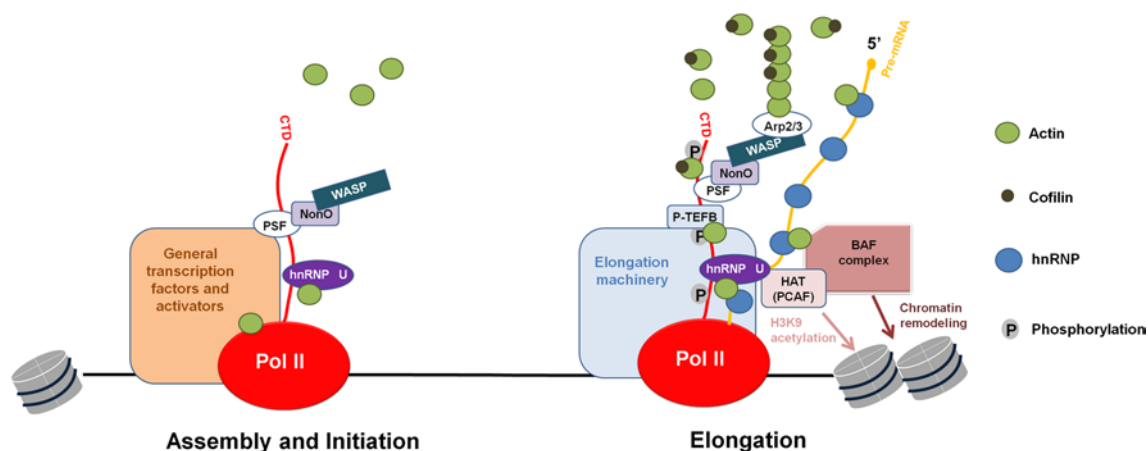 CTD
WASP
NonO
PSF
General
transcription
factors and
activators
hnRNP U
Pol II
Assembly and Initiation
5’
Pre-mRNA
CTD
Arp2/3
WASP
P
NonO
PSF
P-TEFB
P
Elongation
machinery
hnRNP U
BAF
complex
HAT
(PCAF)
P
H3K9
acetylation
Chromatin
remodeling
Pol II
Elongation
Actin
Cofilin
hnRNP
P Phosphorylation